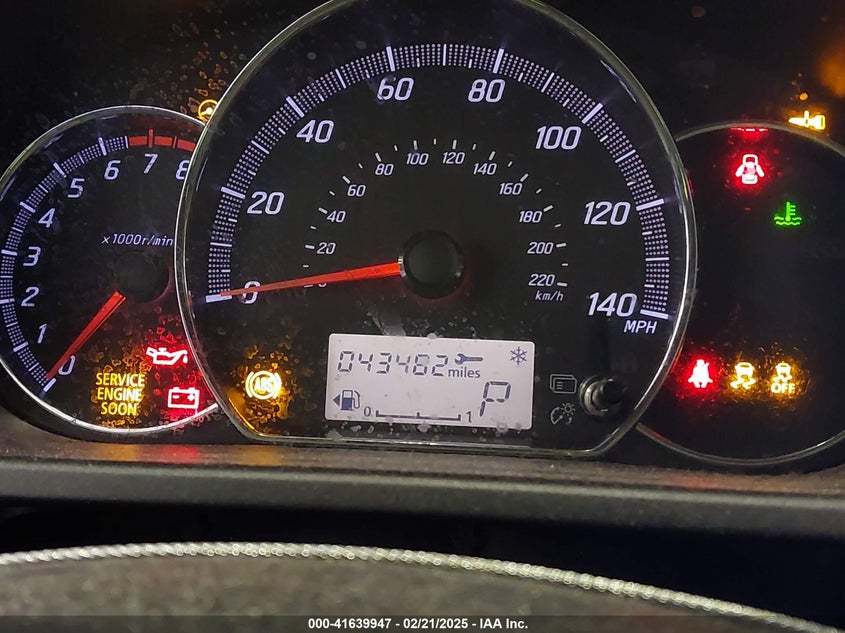 0 1 2 3 4 5 6 7 8
x1000r/min
SERVICE
ENGINE
SOON
0 20 40 60 80 100 120 140
MPH
20 40 60 80 100 120 140 160 180 200 220
km/h
ABS
043482 miles
0 1
P
OFF
000-41639947 - 02/21/2025 - IAA Inc.